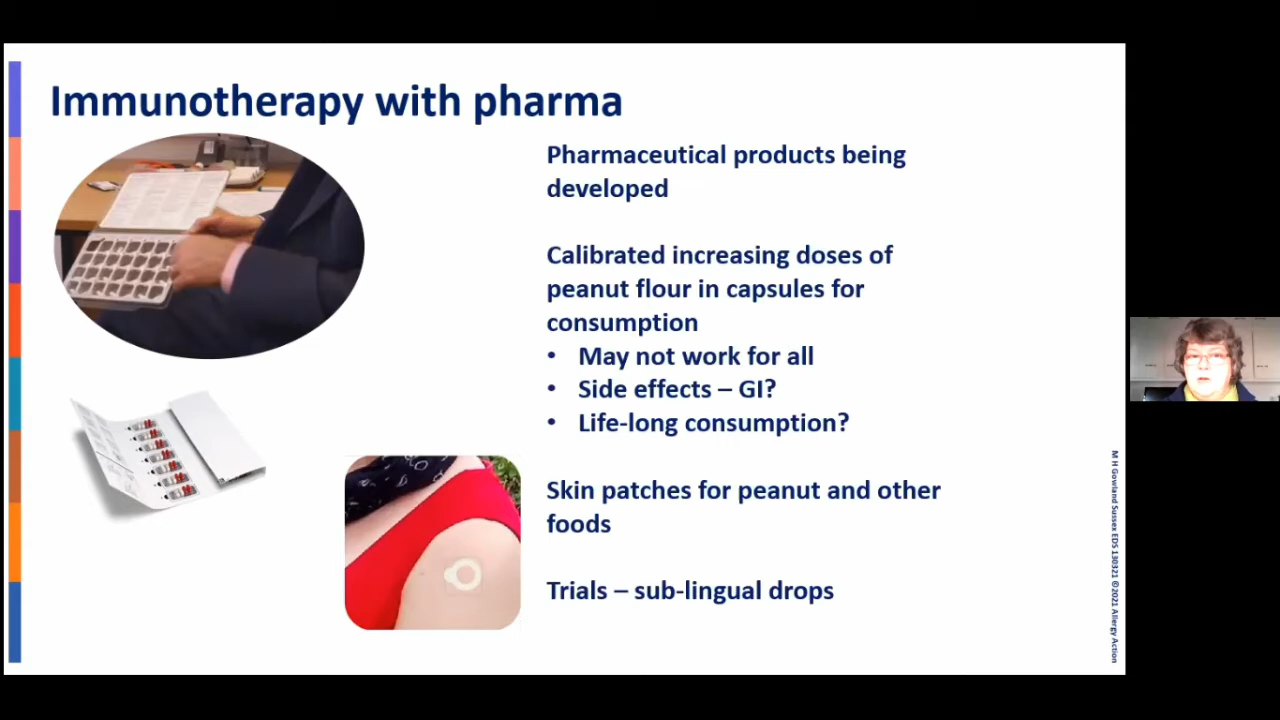 Immunotherapy with pharma
Pharmaceutical products being
developed
Calibrated increasing doses of
peanut flour in capsules for
consumption
• May not work for all
• Side effects – GI?
• Life-long consumption?
Skin patches for peanut and other
foods
Trials – sub-lingual drops
M H Gowland Sussex EDS 130321 ©2021 Allergy Action